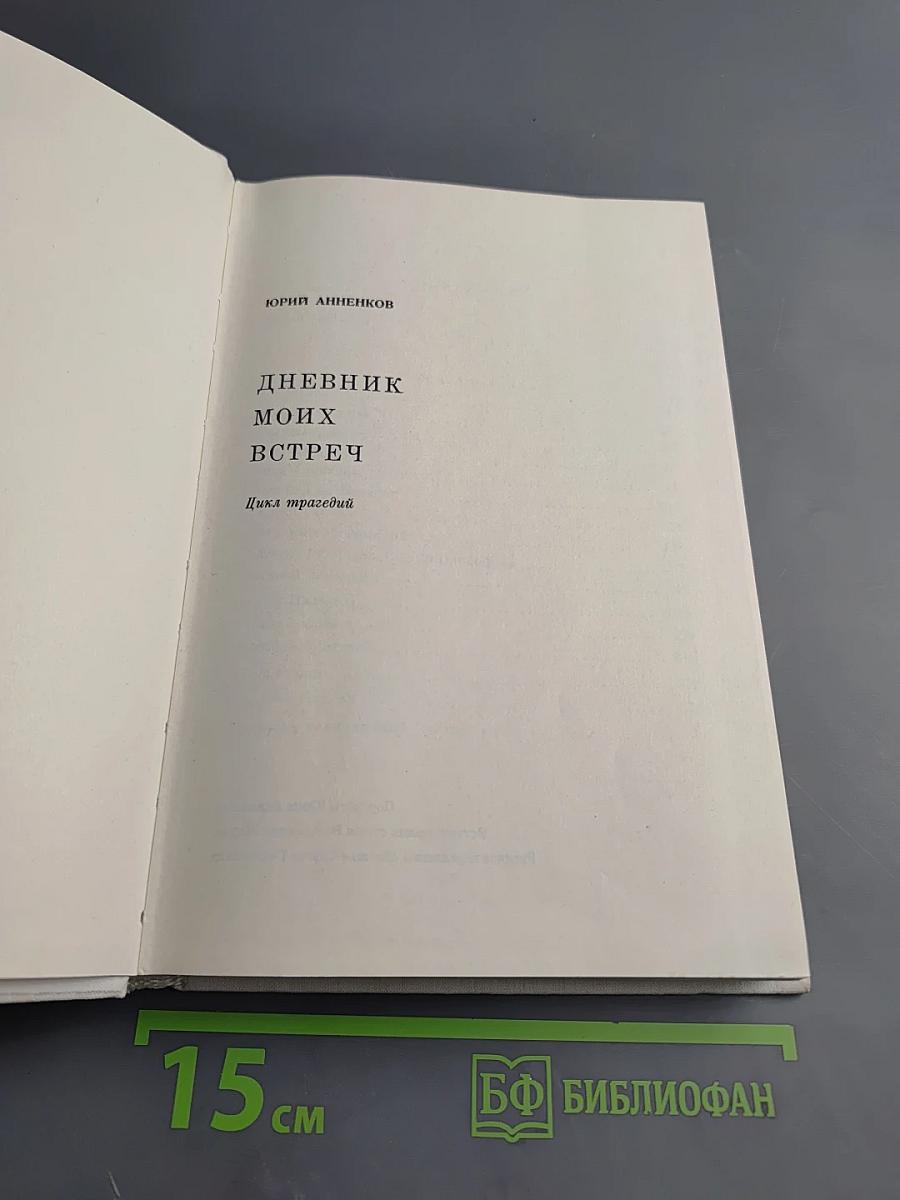 ЮРИЙ АННЕНКОВ
ДНЕВНИК
МОИХ
ВСТРЕЧ
Цикл трагедий
15 см
БФ БИБЛИОФАН